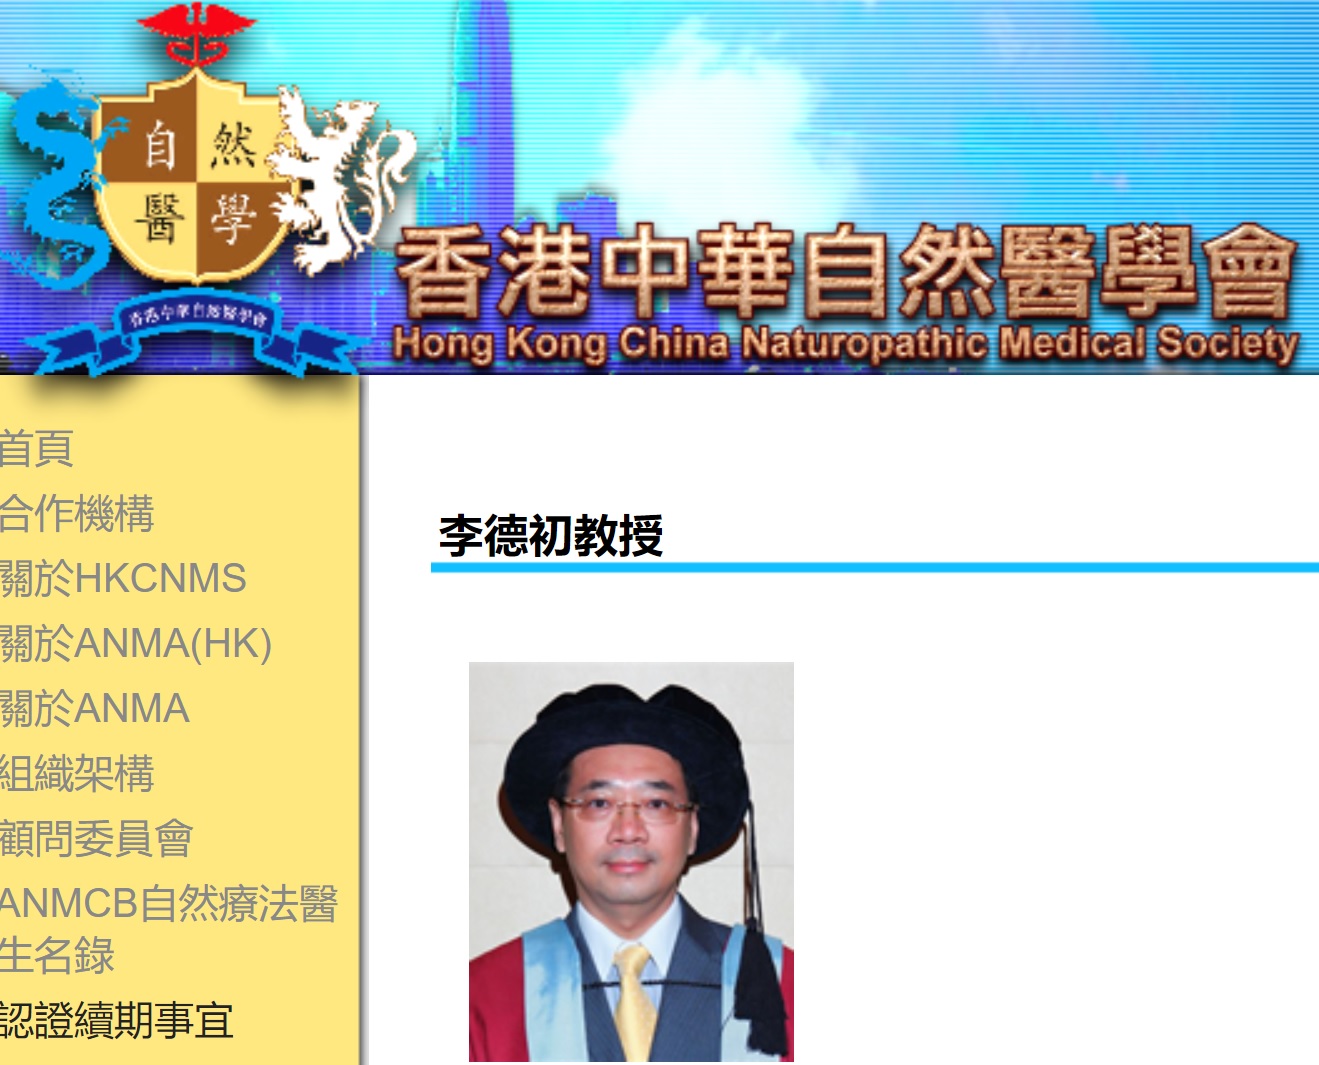 自然
醫學
香港中華自然醫學會
香港中華自然醫學會
Hong Kong China Naturopathic Medical Society
首頁
合作機構
關於HKCNMS
關於ANMA(HK)
關於ANMA
組織架構
顧問委員會
ANMCB自然療法醫
生名錄
認證續期事宜
李德初教授